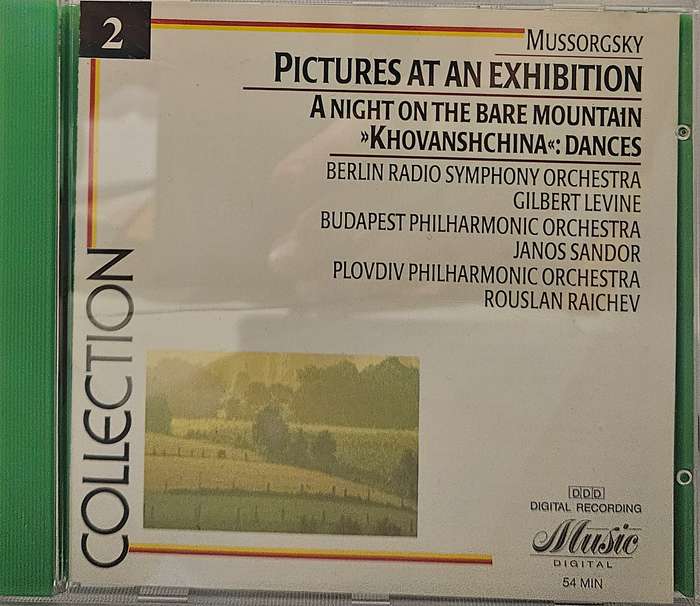 2
MUSSORGSKY
PICTURES AT AN EXHIBITION
A NIGHT ON THE BARE MOUNTAIN
»KHOVANSHCHINA«: DANCES
BERLIN RADIO SYMPHONY ORCHESTRA
GILBERT LEVINE
BUDAPEST PHILHARMONIC ORCHESTRA
JANOS SANDOR
PLOVDIV PHILHARMONIC ORCHESTRA
ROUSLAN RAICHEV
COLLECTION
DDD
DIGITAL RECORDING
Music
DIGITAL
54 MIN